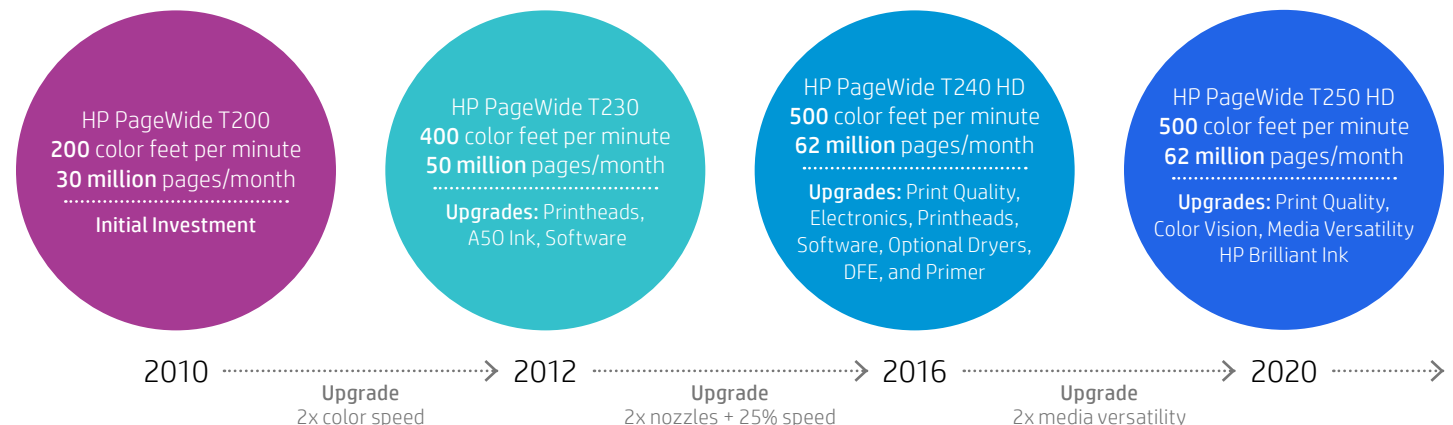 HP PageWide T200
200 color feet per minute
30 million pages/month
Initial Investment
HP PageWide T230
400 color feet per minute
50 million pages/month
Upgrades: Printheads,
A50 Ink, Software
HP PageWide T240 HD
500 color feet per minute
62 million pages/month
Upgrades: Print Quality,
Electronics, Printheads,
Software, Optional Dryers,
DFE, and Primer
HP PageWide T250 HD
500 color feet per minute
62 million pages/month
Upgrades: Print Quality,
Color Vision, Media Versatility
HP Brilliant Ink
2010
Upgrade
2x color speed
2012
Upgrade
2x nozzles + 25% speed
2016
Upgrade
2x media versatility
2020